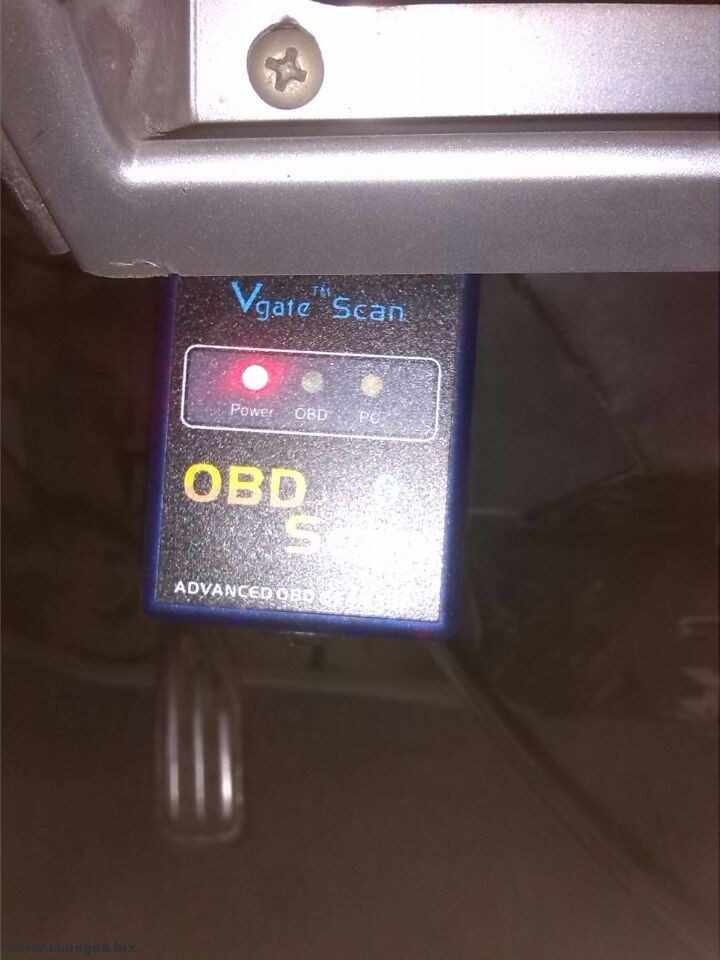 Vgate™ Scan
Power OBD PC
OBD
ADVANCED OBD
www.changan.biz